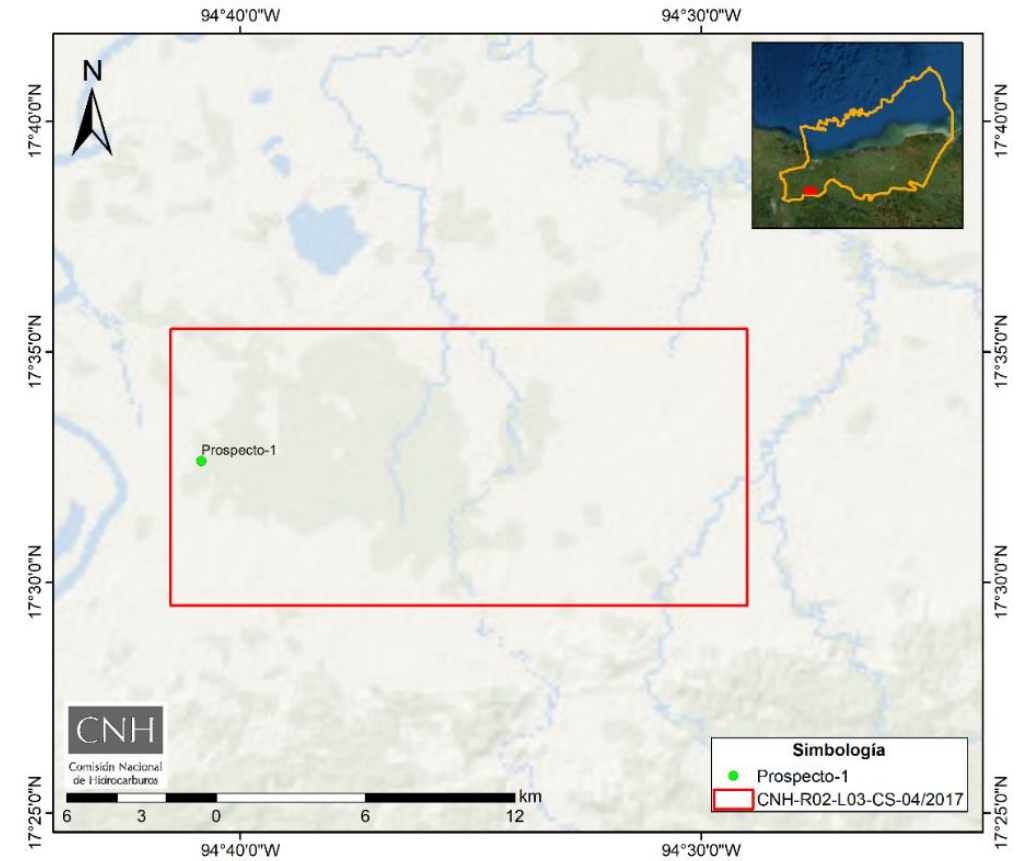 94°40'0"W
94°30'0"W
N
17°40'0"N
17°40'0"N
17°35'0"N
17°35'0"N
Prospecto-1
17°30'0"N
17°30'0"N
CNH
Comisión Nacional
de Hidrocarburos
Simbología
Prospecto-1
CNH-R02-L03-CS-04/2017
km
6 3 0 6 12
17°25'0"N
17°25'0"N
94°40'0"W
94°30'0"W